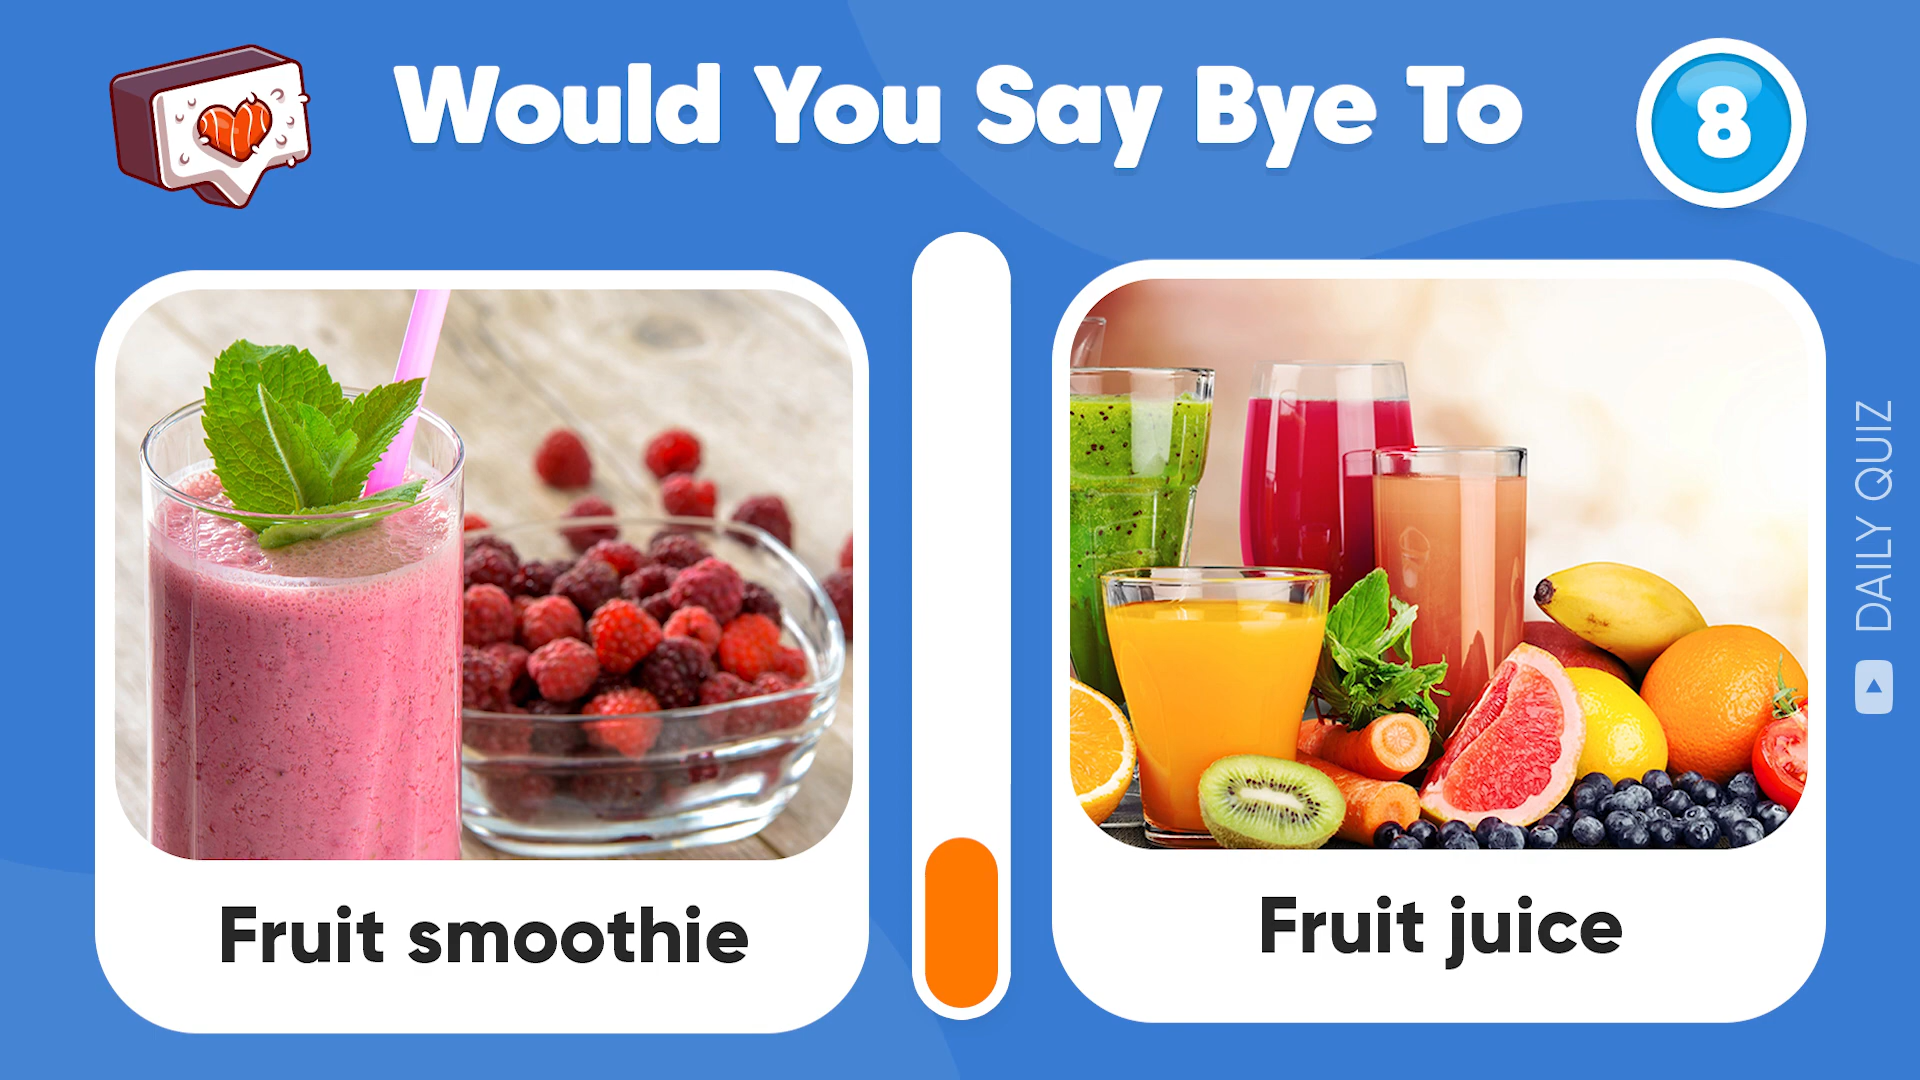 Would You Say Bye To
8
Fruit smoothie
Fruit juice
DAILY QUIZ